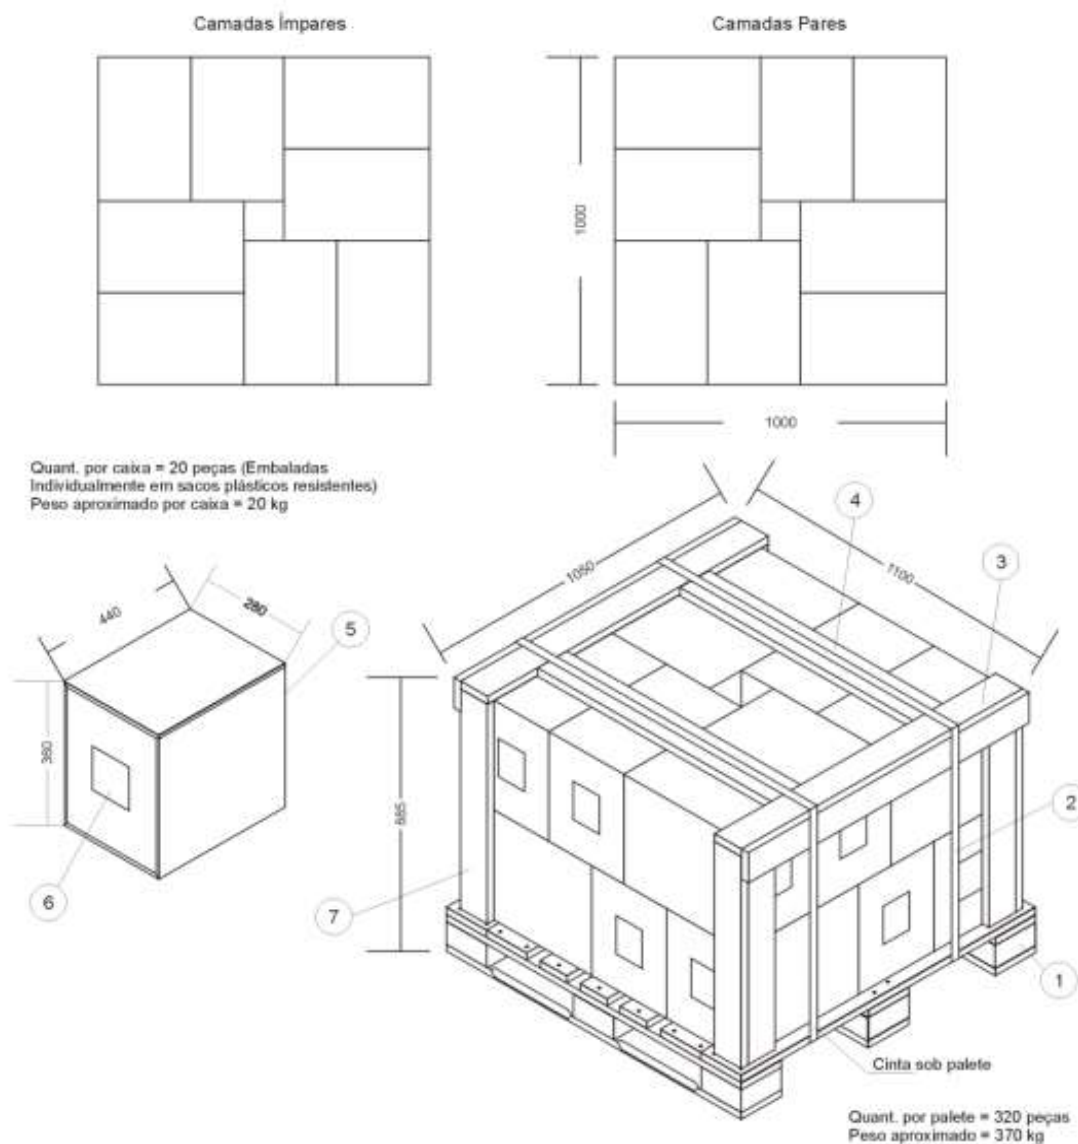 Camadas Ímpares
Camadas Pares
1000
1000
Quant. por caixa = 20 peças (Embaladas
Individualmente em sacos plásticos resistentes)
Peso aproximado por caixa = 20 kg
440
280
5
360
6
1050
1100
4
3
885
2
7
1
Cinta sob palete
Quant. por palete = 320 peças
Peso aproximado = 370 kg